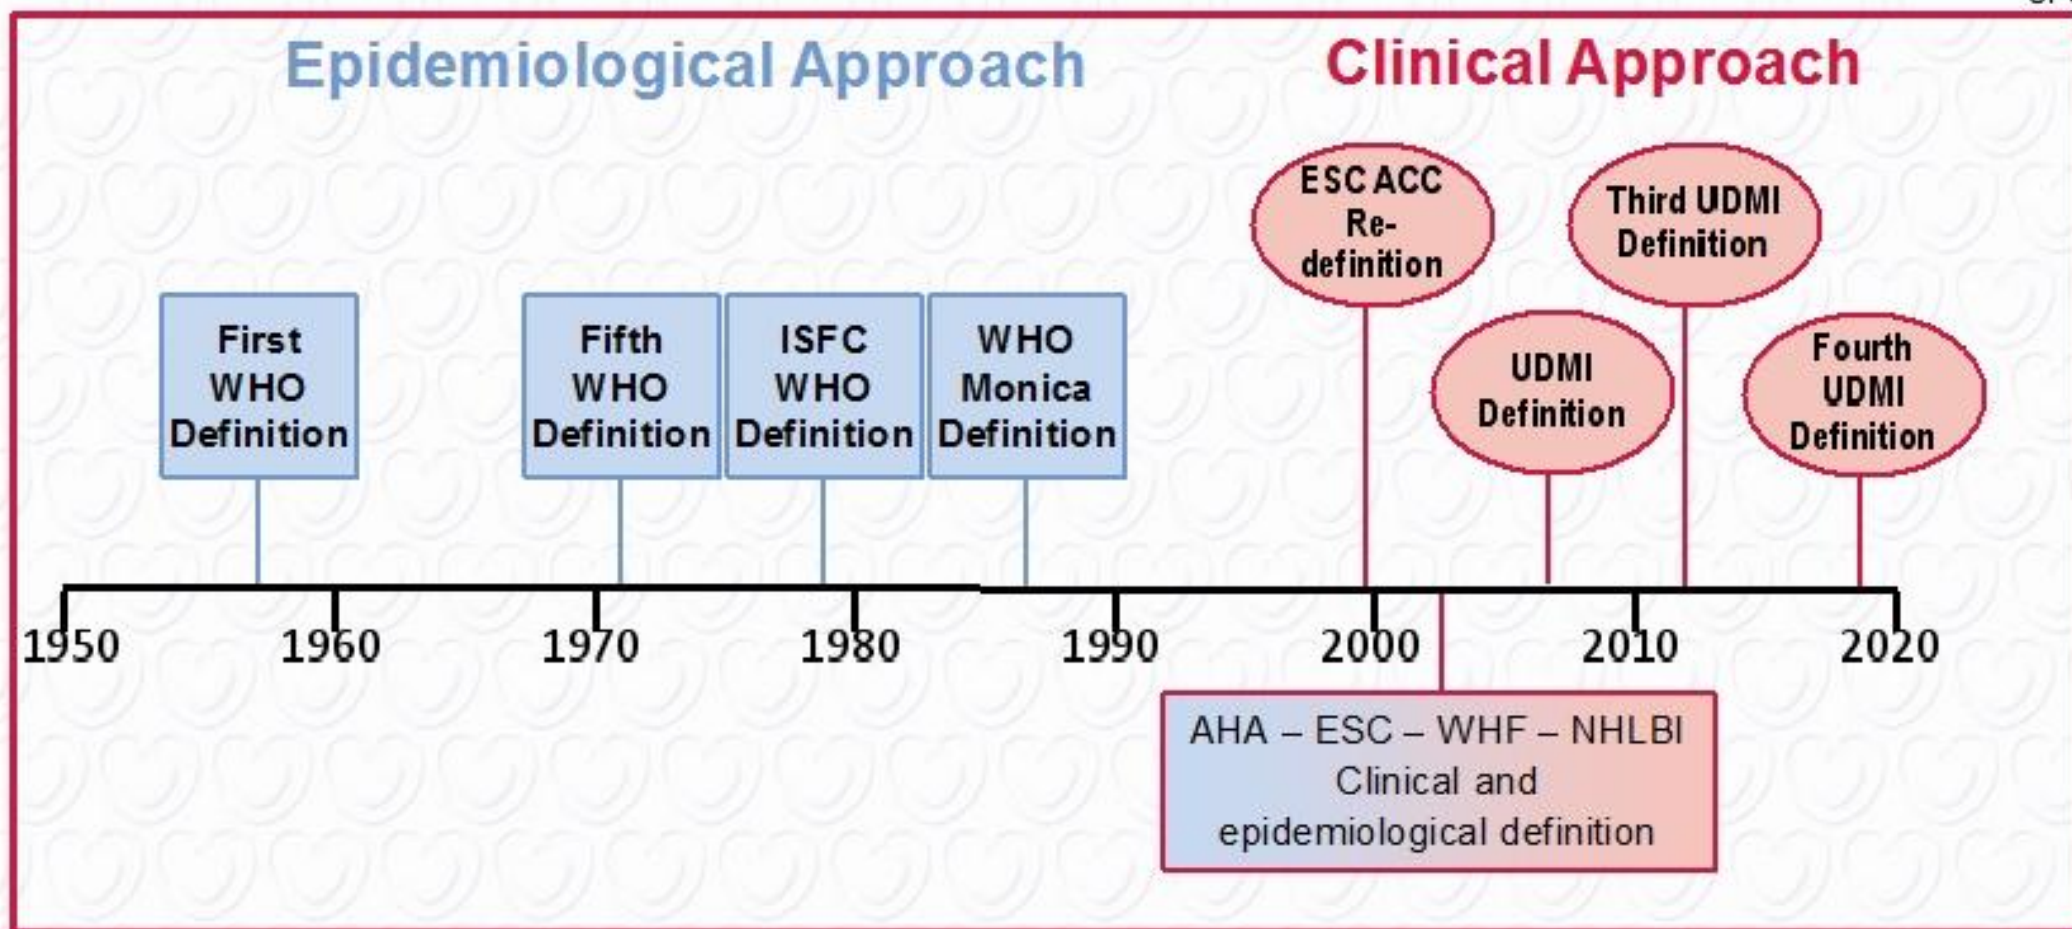 Epidemiological Approach
Clinical Approach
First
WHO
Definition
Fifth
WHO
Definition
ISFC
WHO
Definition
WHO
Monica
Definition
ESC ACC
Re-
definition
UDMI
Definition
Third UDMI
Definition
Fourth
UDMI
Definition
1950
1960
1970
1980
1990
2000
2010
2020
AHA – ESC – WHF – NHLBI
Clinical and
epidemiological definition